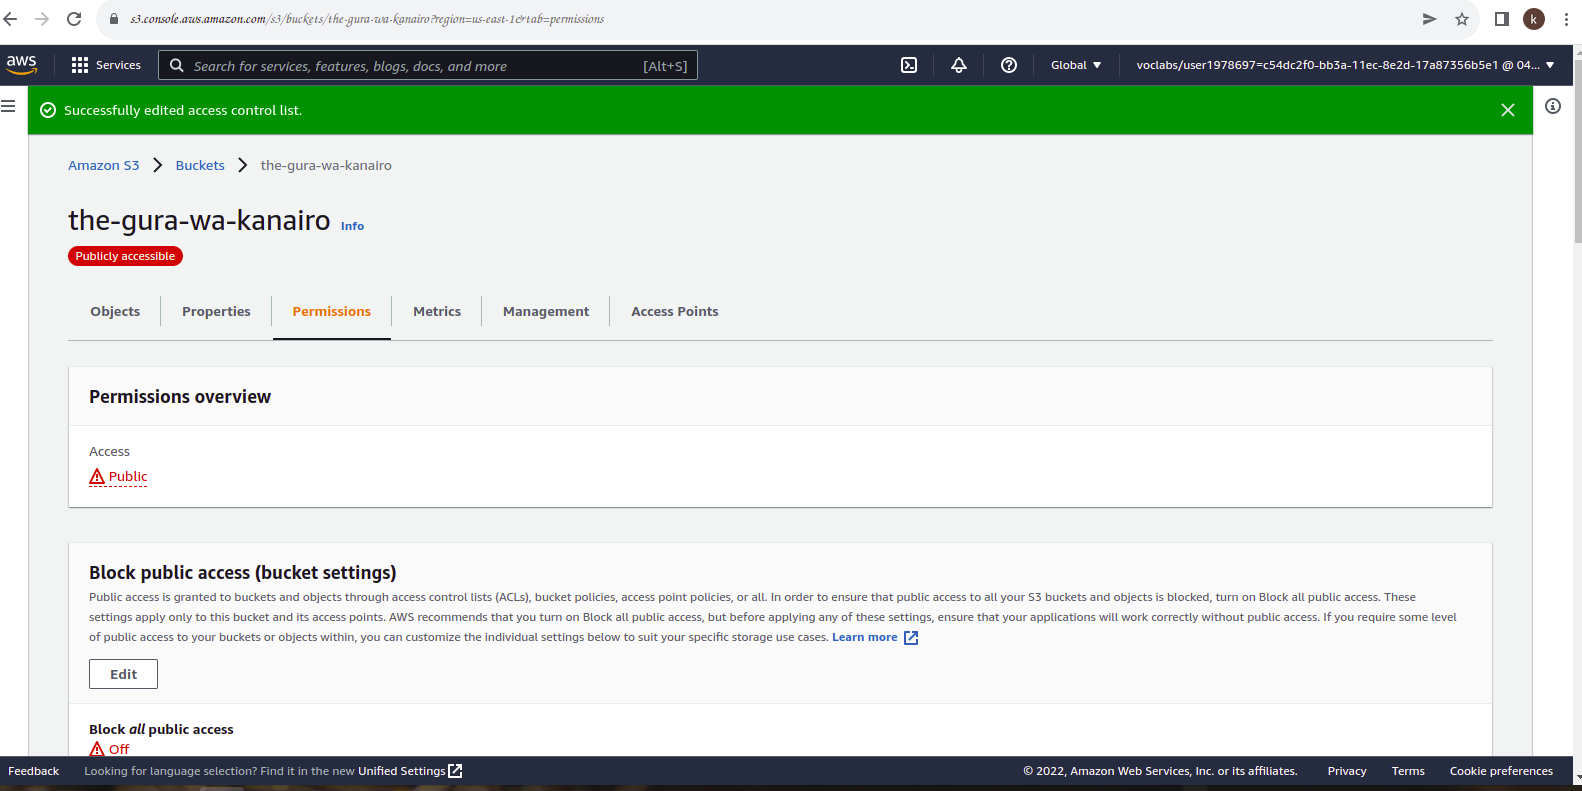 s3.console.aws.amazon.com/s3/buckets/the-gura-wa-kanairo?region=us-east-1&tab=permissions
k
aws
Services
Search for services, features, blogs, docs, and more
[Alt+S]
Global
voclabs/user1978697=c54dc2f0-bb3a-11ec-8e2d-17a87356b5e1 @ 04...
Successfully edited access control list.
Amazon S3 > Buckets > the-gura-wa-kanairo
the-gura-wa-kanairo Info
Publicly accessible
Objects Properties Permissions Metrics Management Access Points
Permissions overview
Access
Public
Block public access (bucket settings)
Public access is granted to buckets and objects through access control lists (ACLs), bucket policies, access point policies, or all. In order to ensure that public access to all your S3 buckets and objects is blocked, turn on Block all public access. These
settings apply only to this bucket and its access points. AWS recommends that you turn on Block all public access, but before applying any of these settings, ensure that your applications will work correctly without public access. If you require some level
of public access to your buckets or objects within, you can customize the individual settings below to suit your specific storage use cases. Learn more
Edit
Block all public access
Off
Feedback Looking for language selection? Find it in the new Unified Settings © 2022, Amazon Web Services, Inc. or its affiliates. Privacy Terms Cookie preferences